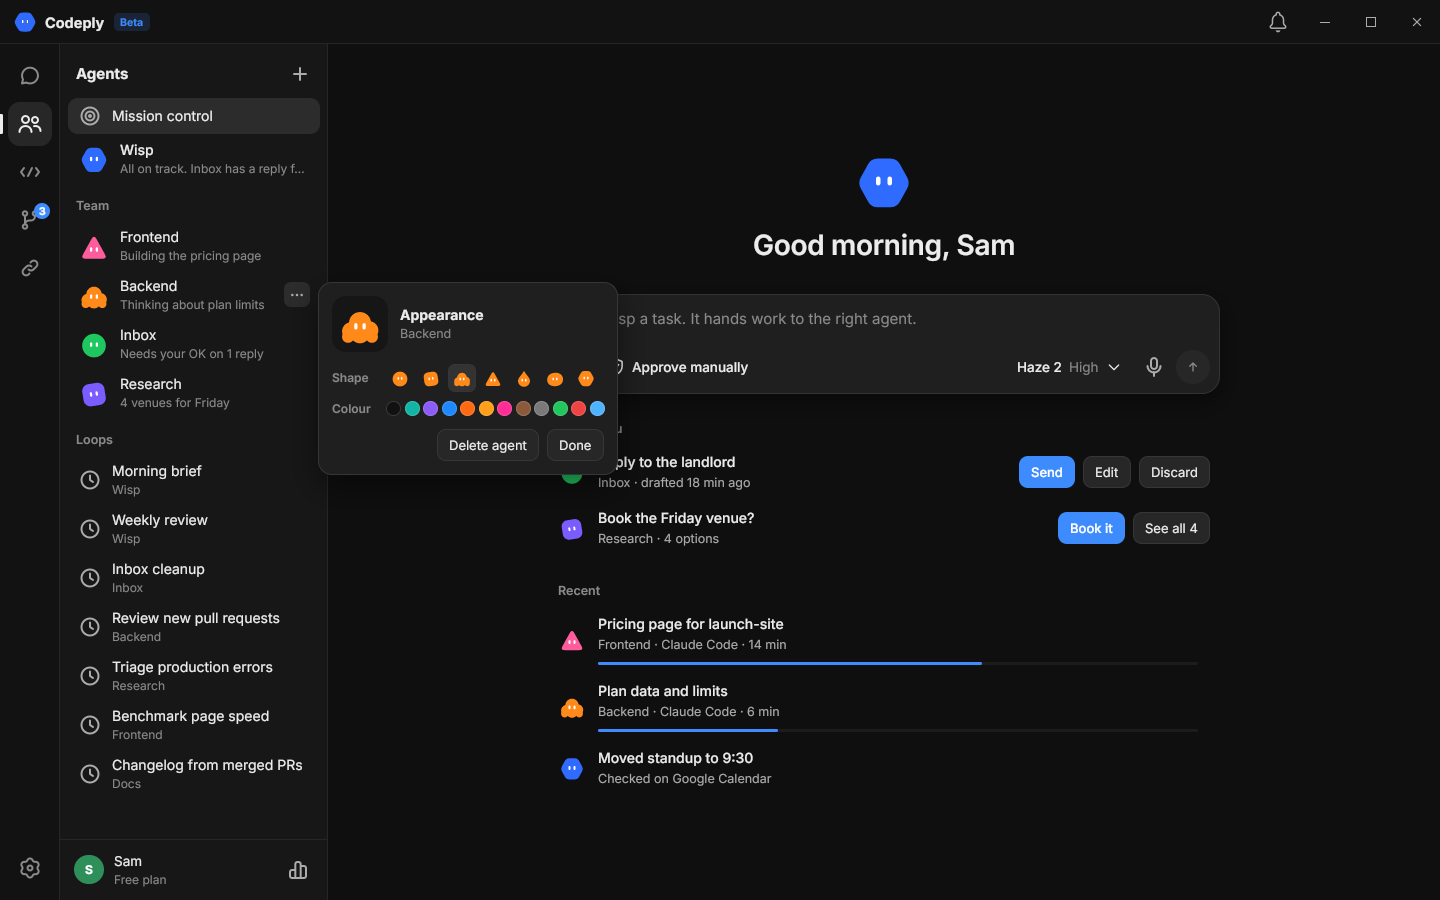 Codeply Beta
Agents
Mission control
Wisp
All on track. Inbox has a reply f...
Team
Frontend
Building the pricing page
Backend
Thinking about plan limits
Inbox
Needs your OK on 1 reply
Research
4 venues for Friday
Loops
Morning brief
Wisp
Weekly review
Wisp
Inbox cleanup
Inbox
Review new pull requests
Backend
Triage production errors
Research
Benchmark page speed
Frontend
Changelog from merged PRs
Docs
S
Sam
Free plan
3
Appearance
Backend
Shape
Colour
Delete agent
Done
Good morning, Sam
sp a task. It hands work to the right agent.
Approve manually
Haze 2 High
u
ply to the landlord
Inbox · drafted 18 min ago
Send
Edit
Discard
Book the Friday venue?
Research · 4 options
Book it
See all 4
Recent
Pricing page for launch-site
Frontend · Claude Code · 14 min
Plan data and limits
Backend · Claude Code · 6 min
Moved standup to 9:30
Checked on Google Calendar